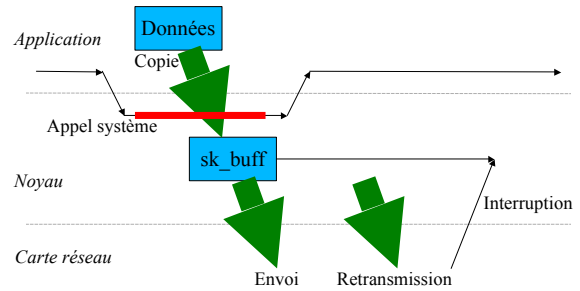 Données
Application
Copie
Appel système
sk_buff
Noyau
Interruption
Carte réseau
Envoi
Retransmission